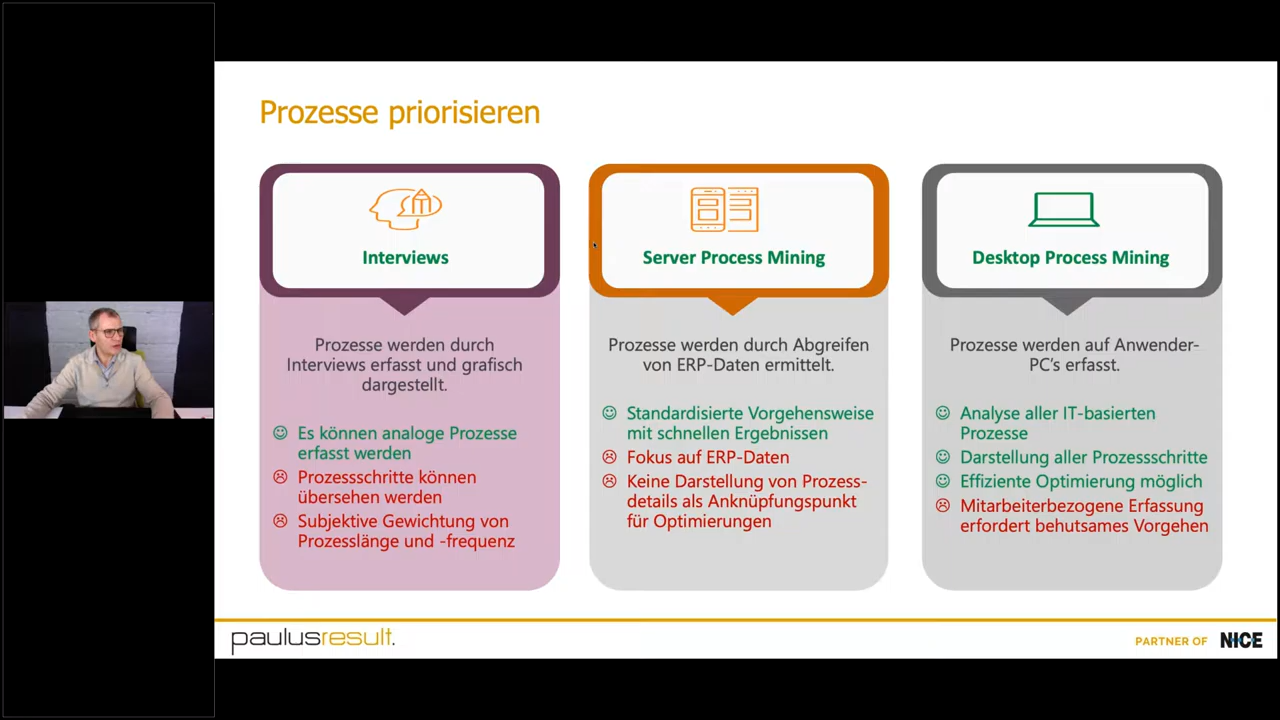 Prozesse priorisieren
Interviews
Prozesse werden durch
Interviews erfasst und grafisch
dargestellt.
Es können analoge Prozesse
erfasst werden
Prozessschritte können
übersehen werden
Subjektive Gewichtung von
Prozesslänge und -frequenz
Server Process Mining
Prozesse werden durch Abgreifen
von ERP-Daten ermittelt.
Standardisierte Vorgehensweise
mit schnellen Ergebnissen
Fokus auf ERP-Daten
Keine Darstellung von Prozess-
details als Anknüpfungspunkt
für Optimierungen
Desktop Process Mining
Prozesse werden auf Anwender-
PC's erfasst.
Analyse aller IT-basierten
Prozesse
Darstellung aller Prozessschritte
Effiziente Optimierung möglich
Mitarbeiterbezogene Erfassung
erfordert behutsames Vorgehen
paulusresult.
PARTNER OF NICE